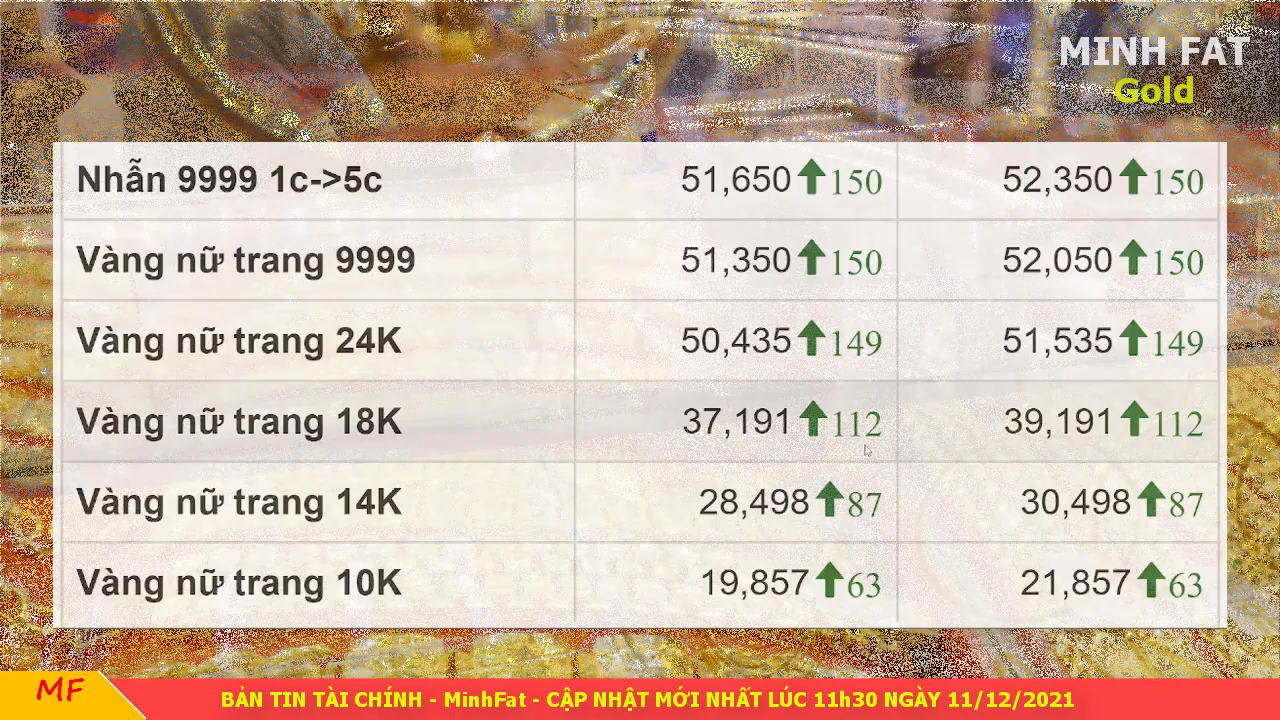 MINH FAT
Gold
Nhẫn 9999 1c->5c 51,650 ⬆150 52,350 ⬆150
Vàng nữ trang 9999 51,350 ⬆150 52,050 ⬆150
Vàng nữ trang 24K 50,435 ⬆149 51,535 ⬆149
Vàng nữ trang 18K 37,191 ⬆112 39,191 ⬆112
Vàng nữ trang 14K 28,498 ⬆87 30,498 ⬆87
Vàng nữ trang 10K 19,857 ⬆63 21,857 ⬆63
MF
BẢN TIN TÀI CHÍNH - MinhFat - CẬP NHẬT MỚI NHẤT LÚC 11h30 NGÀY 11/12/2021